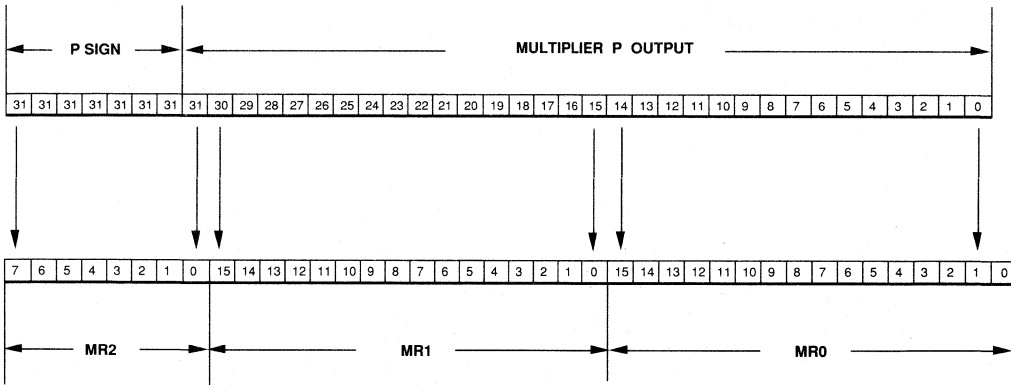 P SIGN MULTIPLIER P OUTPUT
31 31 31 31 31 31 31 31 30 29 28 27 26 25 24 23 22 21 20 19 18 17 16 15 14 13 12 11 10 9 8 7 6 5 4 3 2 1 0
7 6 5 4 3 2 1 0 15 14 13 12 11 10 9 8 7 6 5 4 3 2 1 0 15 14 13 12 11 10 9 8 7 6 5 4 3 2 1 0
MR2 MR1 MR0